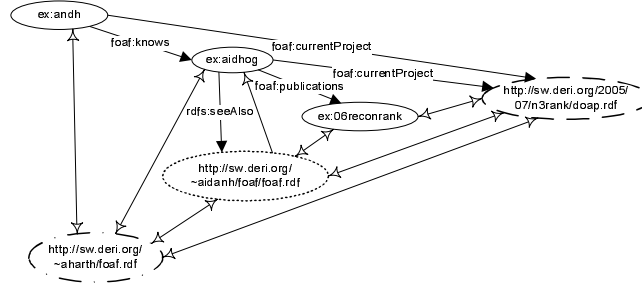 ex:andh
foaf:currentProject
foaf:knows
ex:aidhog
foaf:currentProject
foaf:publications
http://sw.deri.org/2005/
07/n3rank/doap.rdf
rdfs:seeAlso
ex:06reconrank
http://sw.deri.org/
~aidanh/foaf/foaf.rdf
http://sw.deri.org/
~aharth/foaf.rdf